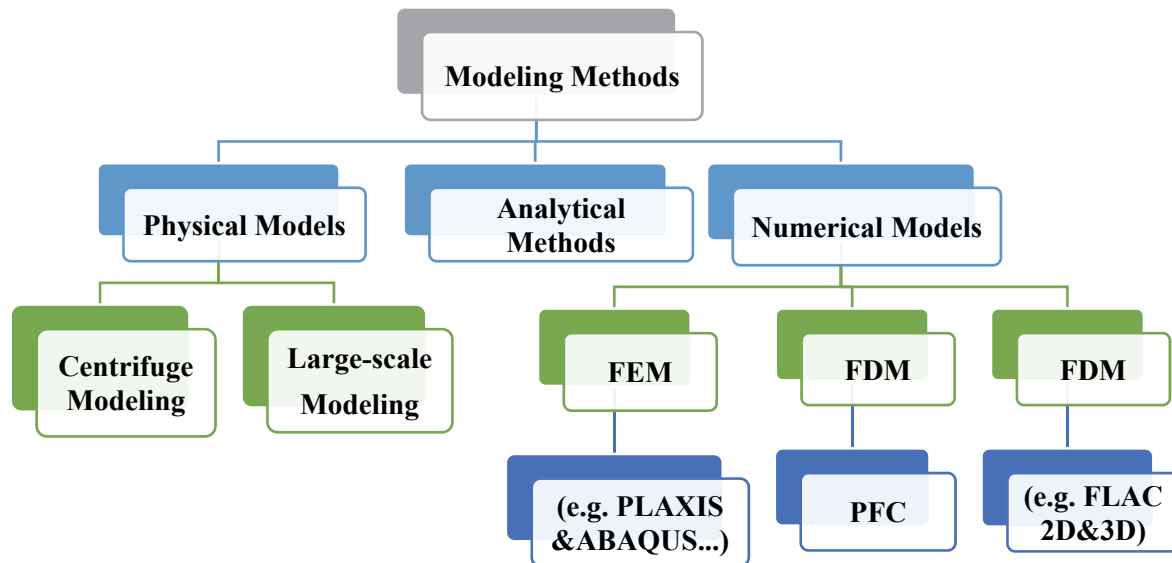 Modeling Methods
Physical Models
Analytical
Methods
Numerical Models
Centrifuge
Modeling
Large-scale
Modeling
FEM
FDM
FDM
(e.g. PLAXIS
&ABAQUS...)
PFC
(e.g. FLAC
2D&3D)